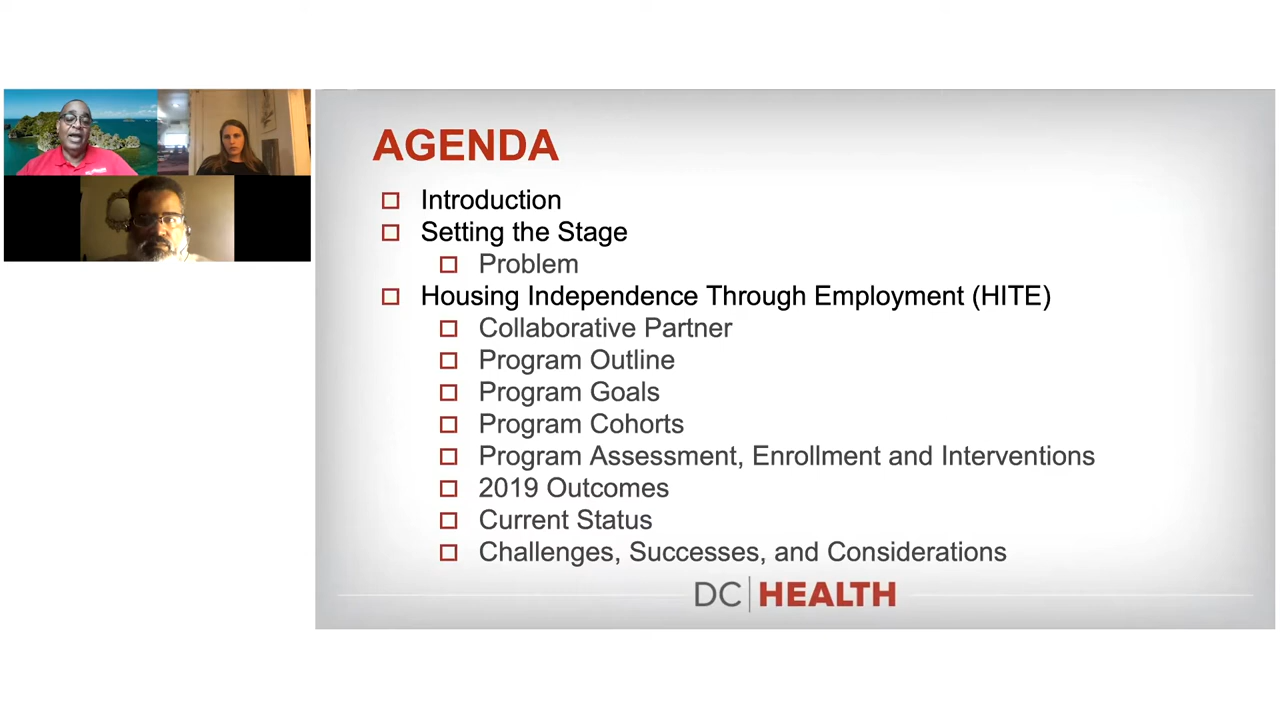 AGENDA
Introduction
Setting the Stage
Problem
Housing Independence Through Employment (HITE)
Collaborative Partner
Program Outline
Program Goals
Program Cohorts
Program Assessment, Enrollment and Interventions
2019 Outcomes
Current Status
Challenges, Successes, and Considerations
DC HEALTH